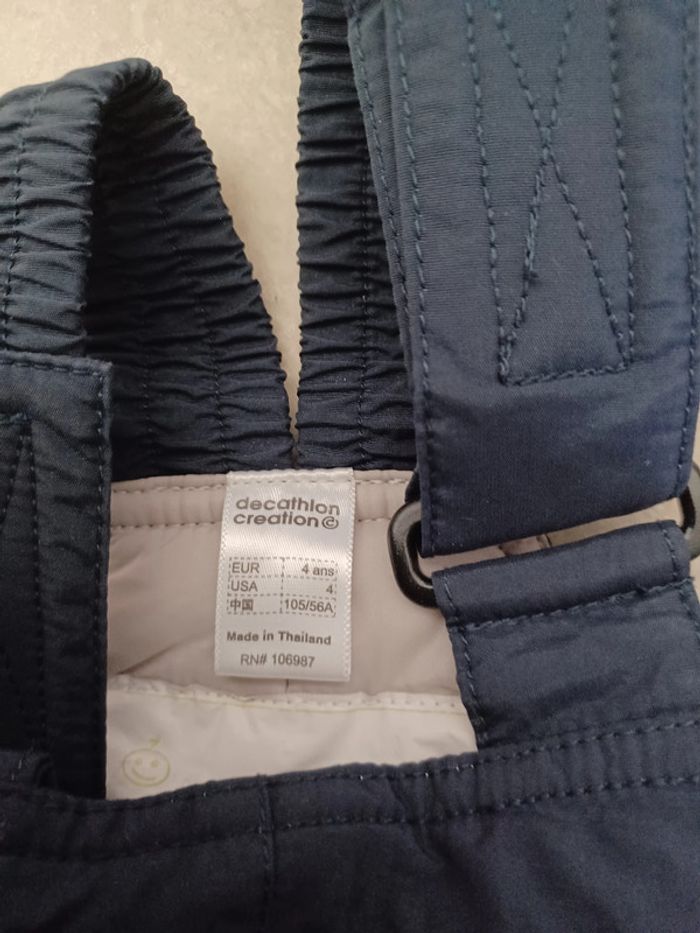 decathlon
creation©
EUR 4 ans
USA 4
中国 105/56A
Made in Thailand
RN# 106987